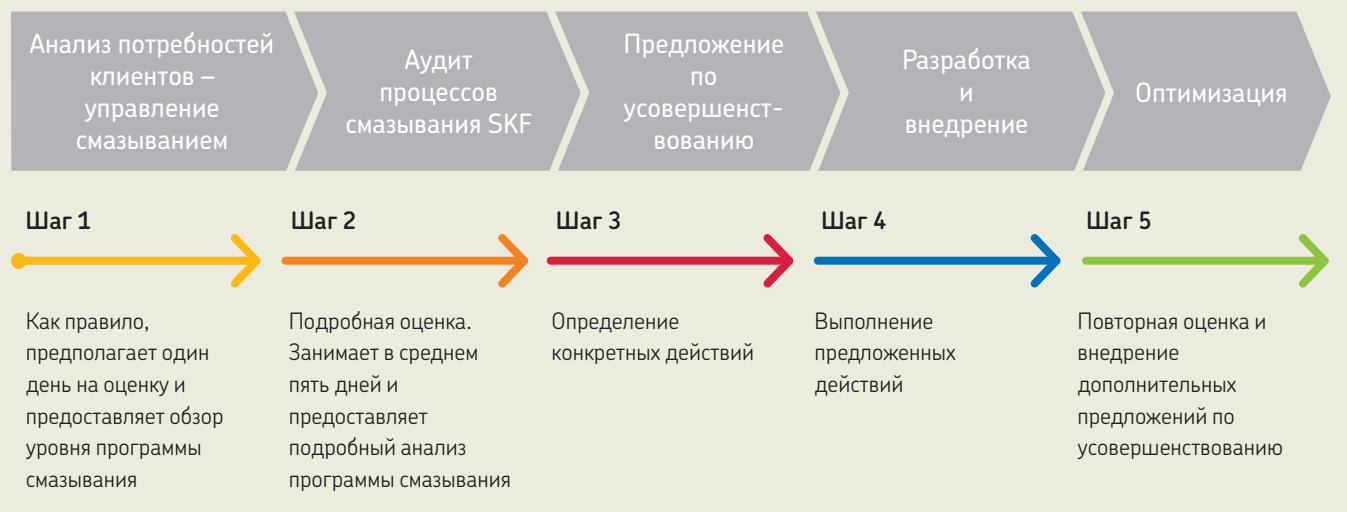 Анализ потребностей
клиентов –
управление
смазыванием
Аудит
процессов
смазывания SKF
Предложение
по
усовершенст-
вованию
Разработка
и
внедрение
Оптимизация
Шаг 1
Как правило,
предполагает один
день на оценку и
предоставляет обзор
уровня программы
смазывания
Шаг 2
Подробная оценка.
Занимает в среднем
пять дней и
предоставляет
подробный анализ
программы смазывания
Шаг 3
Определение
конкретных действий
Шаг 4
Выполнение
предложенных
действий
Шаг 5
Повторная оценка и
внедрение
дополнительных
предложений по
усовершенствованию